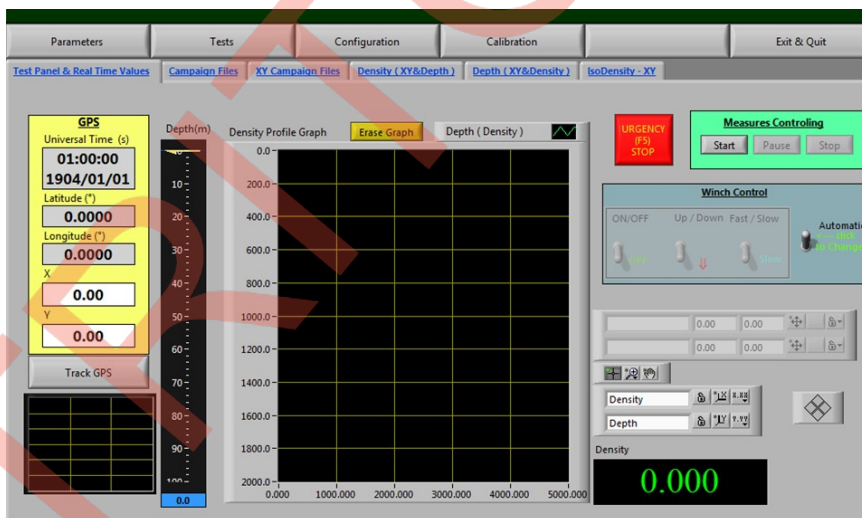 Parameters
Tests
Configuration
Calibration
Exit & Quit
Test Panel & Real Time Values
Campaign Files
XY Campaign Files
Density ( XY&Depth )
Depth ( XY&Density )
IsoDensity - XY
GPS
Universal Time (s)
01:00:00
1904/01/01
Latitude (°)
0.0000
Longitude (°)
0.0000
X
0.00
Y
0.00
Track GPS
Depth(m)
10
20
30
40
50
60
70
80
90
100
0.0
Density Profile Graph
Erase Graph
Depth ( Density )
0.0
200.0
400.0
600.0
800.0
1000.0
1200.0
1400.0
1600.0
1800.0
2000.0
0.000 1000.000 2000.000 3000.000 4000.000 5000.000
URGENCY
(F5)
STOP
Measures Controling
Start
Pause
Stop
Winch Control
ON/OFF
Up / Down
Fast / Slow
Slow
Automatic
<---- click
to Change
0.00 0.00
0.00 0.00
Density
Depth
Density
0.000